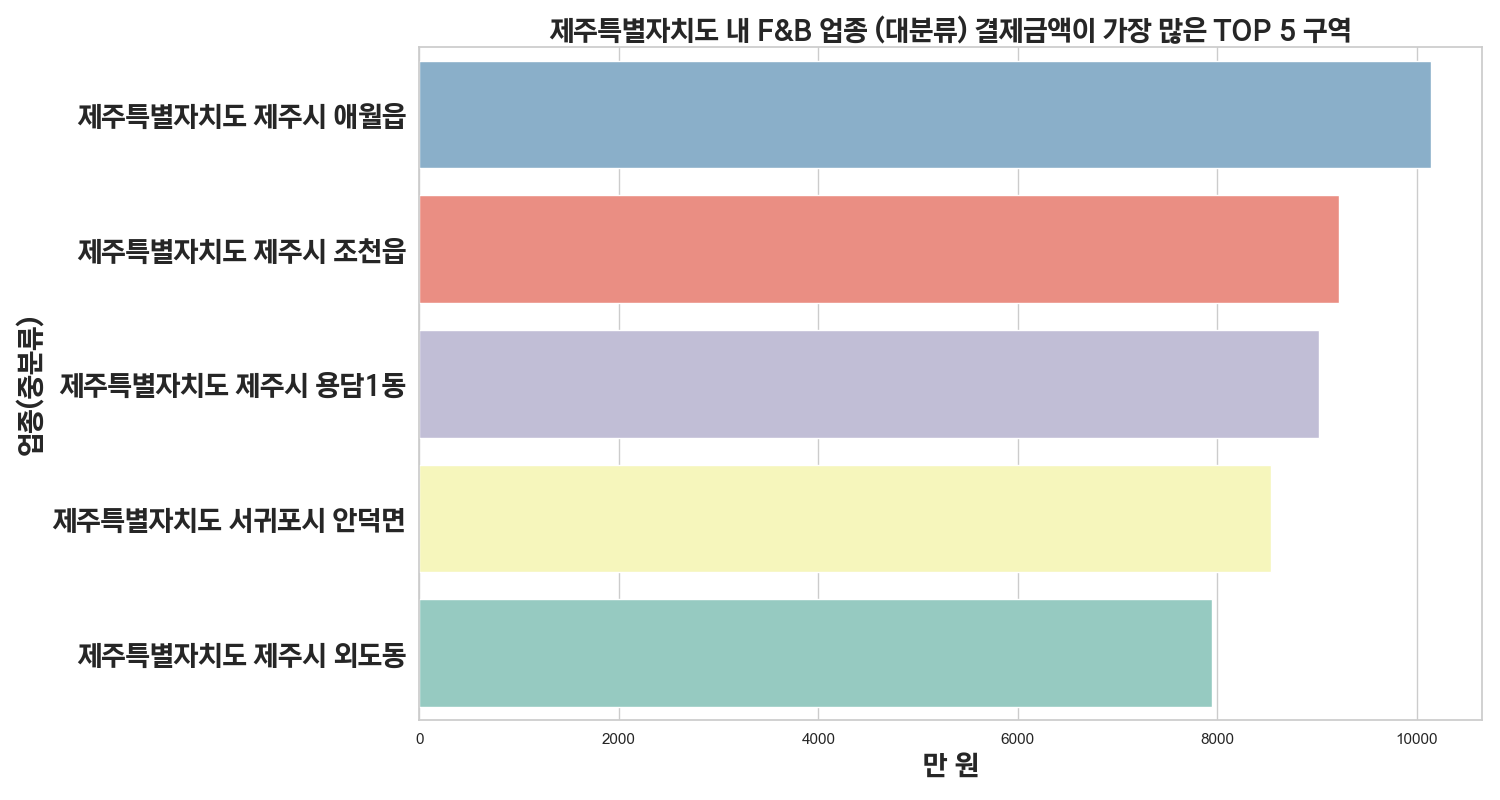 제주특별자치도 내 F&B 업종 (대분류) 결제금액이 가장 많은 TOP 5 구역
제주특별자치도 제주시 애월읍
제주특별자치도 제주시 조천읍
제주특별자치도 제주시 용담1동
제주특별자치도 서귀포시 안덕면
제주특별자치도 제주시 외도동
업종(중분류)
0 2000 4000 6000 8000 10000
만 원